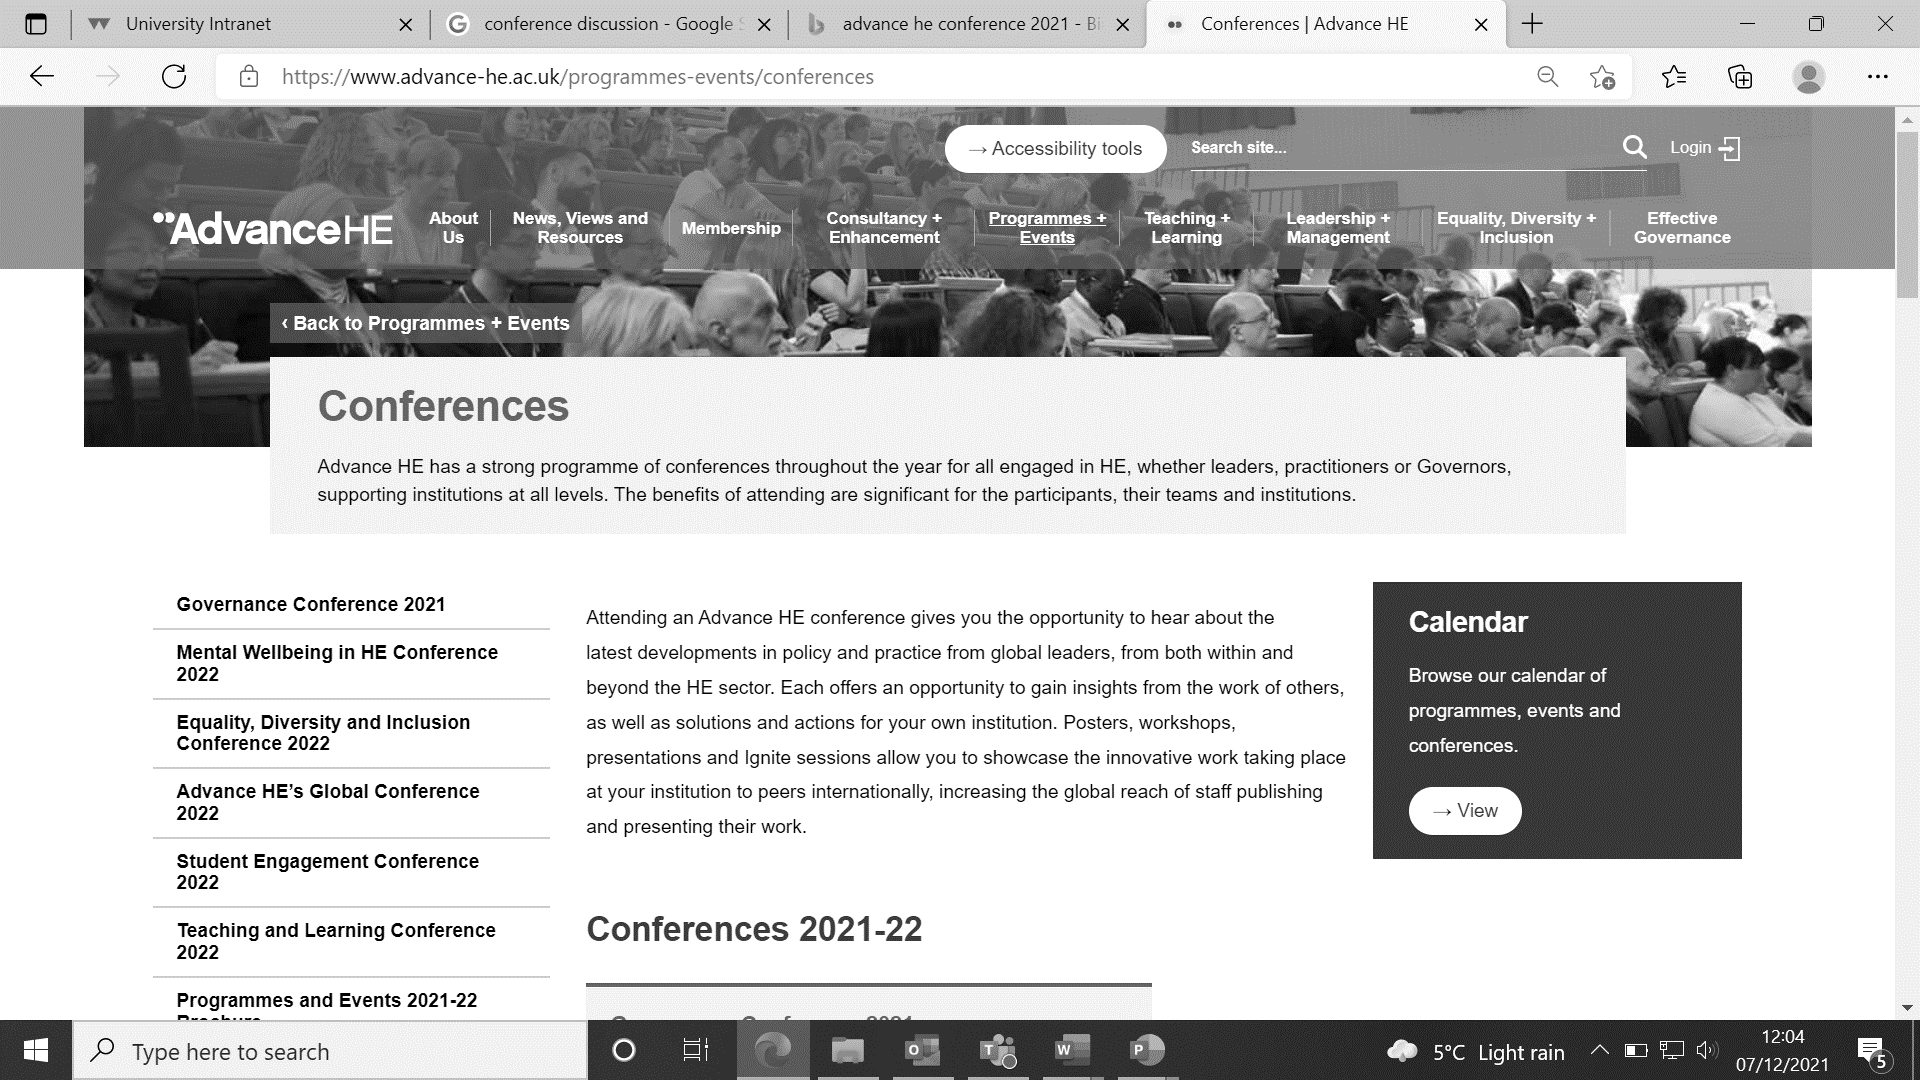 University Intranet
conference discussion - Google S
advance he conference 2021 - Bi
Conferences | Advance HE
https://www.advance-he.ac.uk/programmes-events/conferences
→ Accessibility tools
Search site...
Login
AdvanceHE
About Us
News, Views and Resources
Membership
Consultancy + Enhancement
Programmes + Events
Teaching + Learning
Leadership + Management
Equality, Diversity + Inclusion
Effective Governance
‹ Back to Programmes + Events
Conferences
Advance HE has a strong programme of conferences throughout the year for all engaged in HE, whether leaders, practitioners or Governors,
supporting institutions at all levels. The benefits of attending are significant for the participants, their teams and institutions.
Governance Conference 2021
Mental Wellbeing in HE Conference
2022
Equality, Diversity and Inclusion
Conference 2022
Advance HE’s Global Conference
2022
Student Engagement Conference
2022
Teaching and Learning Conference
2022
Programmes and Events 2021-22
Brochure
Attending an Advance HE conference gives you the opportunity to hear about the
latest developments in policy and practice from global leaders, from both within and
beyond the HE sector. Each offers an opportunity to gain insights from the work of others,
as well as solutions and actions for your own institution. Posters, workshops,
presentations and Ignite sessions allow you to showcase the innovative work taking place
at your institution to peers internationally, increasing the global reach of staff publishing
and presenting their work.
Conferences 2021-22
Governance Conference 2021
Calendar
Browse our calendar of
programmes, events and
conferences.
→ View
Type here to search
5°C Light rain
12:04
07/12/2021
5